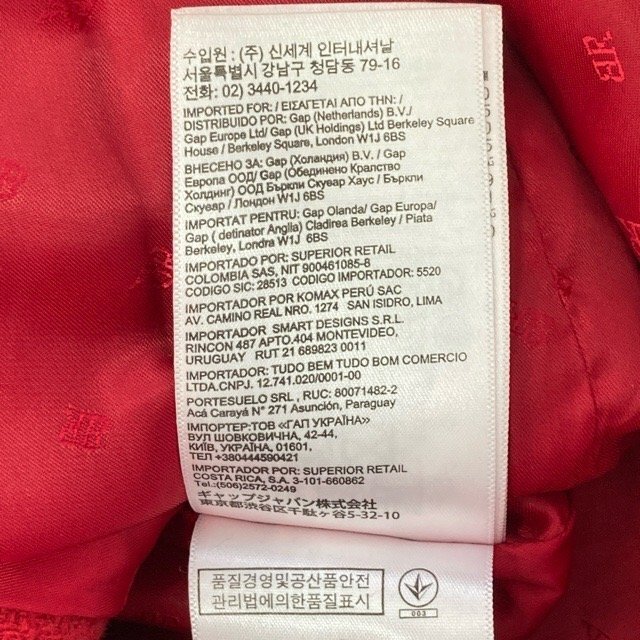 수입원 : (주) 신세계 인터내셔날
서울특별시 강남구 청담동 79-16
전화: 02) 3440-1234
IMPORTED FOR: / ΕΙΣΑΓΕΤΑΙ ΑΠΟ ΤΗΝ: /
DISTRIBUIDO POR: Gap (Netherlands) B.V./
Gap Europe Ltd/ Gap (UK Holdings) Ltd Berkeley Square
House / Berkeley Square, London W1J 6BS
ВНЕСЕНО ЗА: Gap (Холандия) B.V. / Gap
Европа ООД/ Gap (Обединено Кралство
Холдинг) ООД Бъркли Скуеър Хаус / Бъркли
Скуеър / Лондон W1J 6BS
IMPORTAT PENTRU: Gap Olanda/ Gap Europa/
Gap ( detinator Anglia) Cladirea Berkeley / Piata
Berkeley, Londra W1J 6BS
IMPORTADO POR: SUPERIOR RETAIL
COLOMBIA SAS, NIT 900461085-8
CODIGO SIC: 28513 CODIGO IMPORTADOR: 5520
IMPORTADOR POR KOMAX PERÚ SAC
AV. CAMINO REAL NRO. 1274 SAN ISIDRO, LIMA
IMPORTADOR SMART DESIGNS S.R.L.
RINCON 487 APTO.404 MONTEVIDEO,
URUGUAY RUT 21 689823 0011
IMPORTADOR: TUDO BEM TUDO BOM COMERCIO
LTDA.CNPJ. 12.741.020/0001-00
PORTESUELO SRL , RUC: 80071482-2
Acá Carayá N° 271 Asunción, Paraguay
ІМПОРТЕР:ТОВ «ГАП УКРАЇНА»
ВУЛ ШОВКОВИЧНА, 42-44,
КИЇВ, УКРАЇНА, 01601,
ТЕЛ +380444590421
IMPORTADOR POR: SUPERIOR RETAIL
COSTA RICA, S.A. 3-101-660862
Tel.:(506)2572-0249
ギャップジャパン株式会社
東京都渋谷区千駄ヶ谷5-32-10
품질경영및공산품안전
관리법에의한품질표시
003